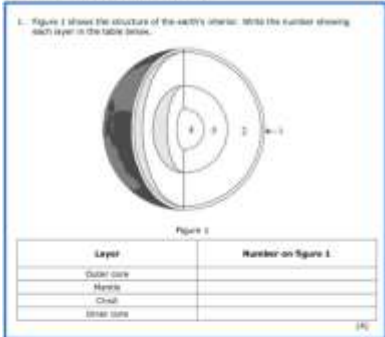 1. Figure 1 shows the structure of the earth's interior. Write the number showing
each layer in the table below.
4 3 2 1
Figure 1
Layer Number on figure 1
Outer core
Mantle
Crust
Inner core
[4]